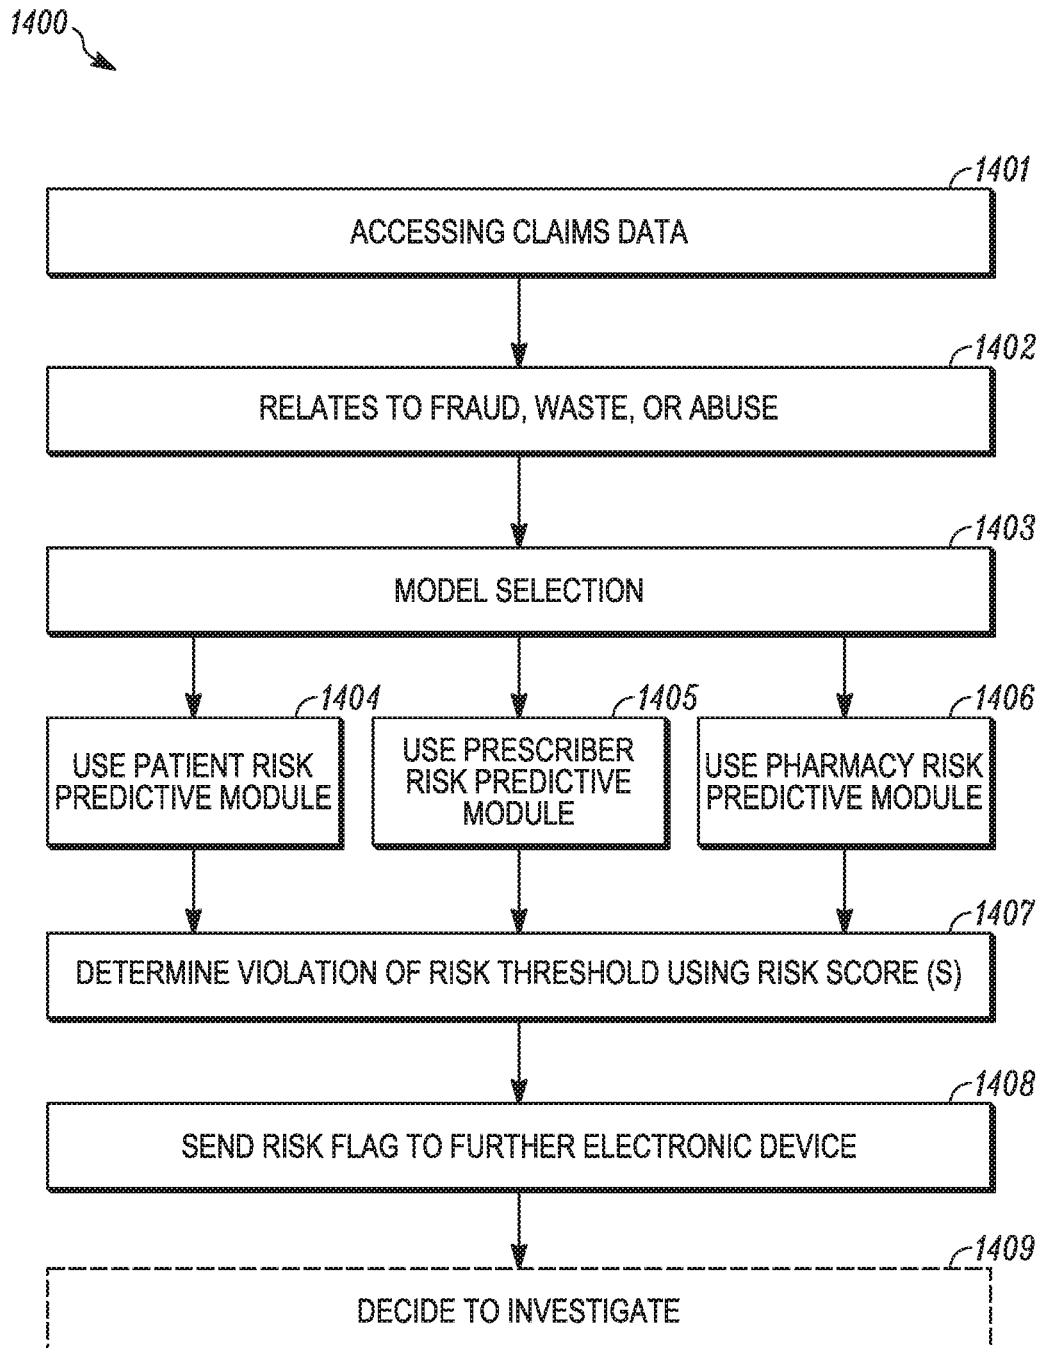 1400
1401
ACCESSING CLAIMS DATA
1402
RELATES TO FRAUD, WASTE, OR ABUSE
1403
MODEL SELECTION
1404
USE PATIENT RISK
PREDICTIVE MODULE
1405
USE PRESCRIBER
RISK PREDICTIVE
MODULE
1406
USE PHARMACY RISK
PREDICTIVE MODULE
1407
DETERMINE VIOLATION OF RISK THRESHOLD USING RISK SCORE (S)
1408
SEND RISK FLAG TO FURTHER ELECTRONIC DEVICE
1409
DECIDE TO INVESTIGATE